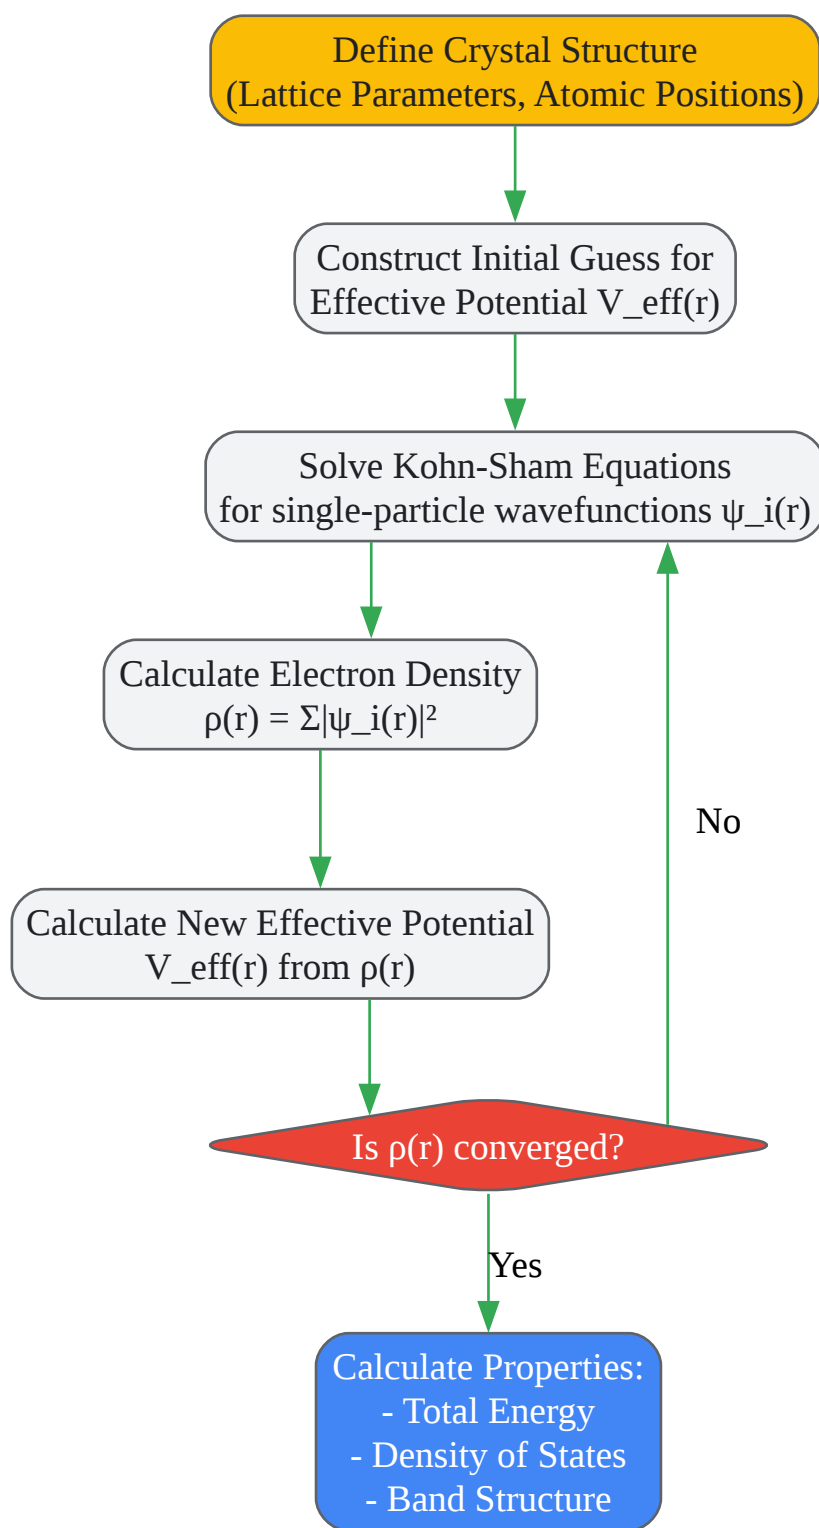 Define Crystal Structure
(Lattice Parameters, Atomic Positions)
Construct Initial Guess for
Effective Potential V_eff(r)
Solve Kohn-Sham Equations
for single-particle wavefunctions ψ_i(r)
Calculate Electron Density
ρ(r) = Σ|ψ_i(r)|²
No
Calculate New Effective Potential
V_eff(r) from ρ(r)
Is ρ(r) converged?
Yes
Calculate Properties:
- Total Energy
- Density of States
- Band Structure